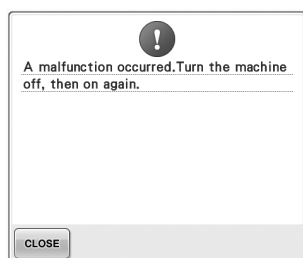 A malfunction occurred.Turn the machine
off, then on again.
CLOSE